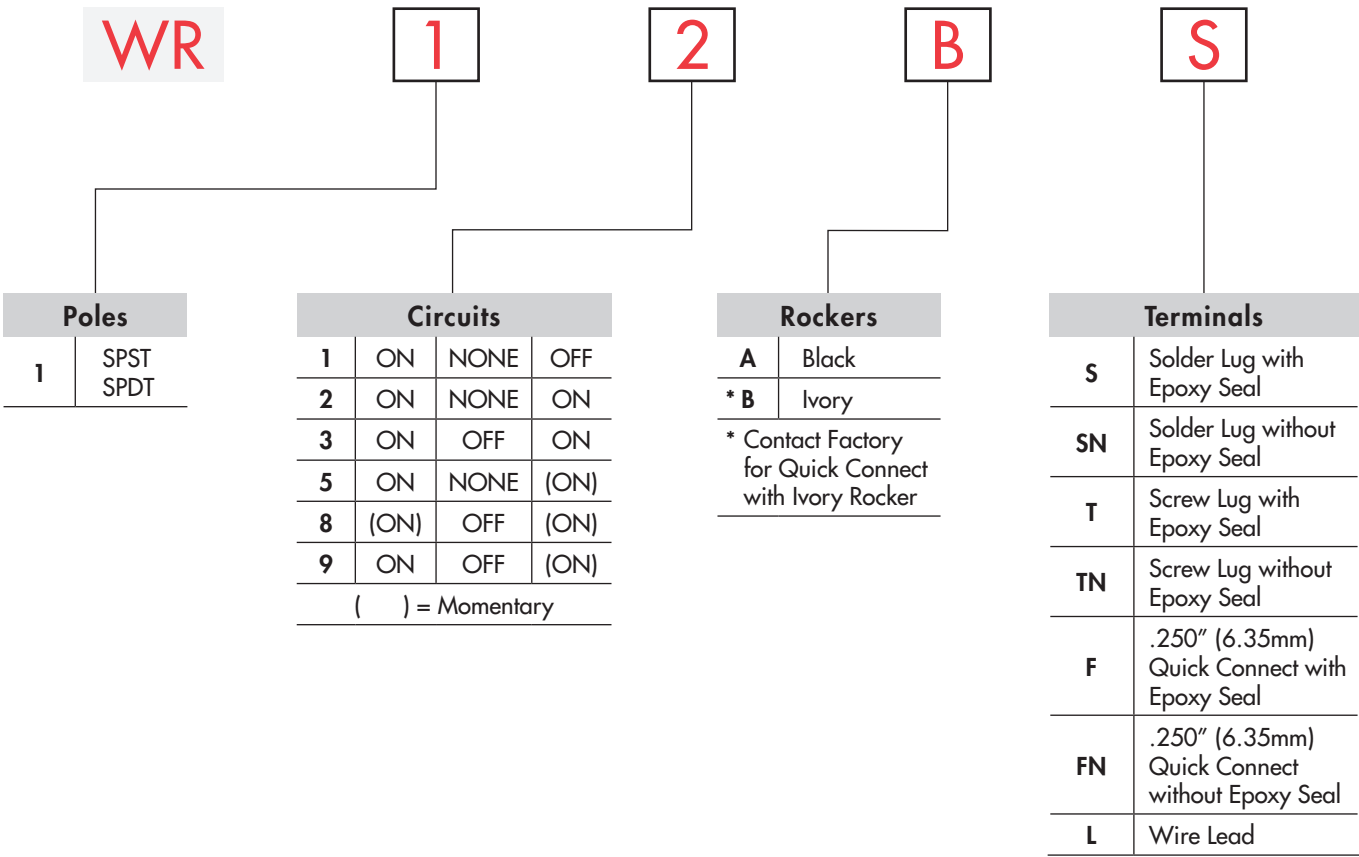 WR 1 2 B S
Poles
1 SPST
SPDT
Circuits
1 ON NONE OFF
2 ON NONE ON
3 ON OFF ON
5 ON NONE (ON)
8 (ON) OFF (ON)
9 ON OFF (ON)
( ) = Momentary
Rockers
A Black
* B Ivory
* Contact Factory
for Quick Connect
with Ivory Rocker
Terminals
S Solder Lug with
Epoxy Seal
SN Solder Lug without
Epoxy Seal
T Screw Lug with
Epoxy Seal
TN Screw Lug without
Epoxy Seal
F .250” (6.35mm)
Quick Connect with
Epoxy Seal
FN .250” (6.35mm)
Quick Connect
without Epoxy Seal
L Wire Lead